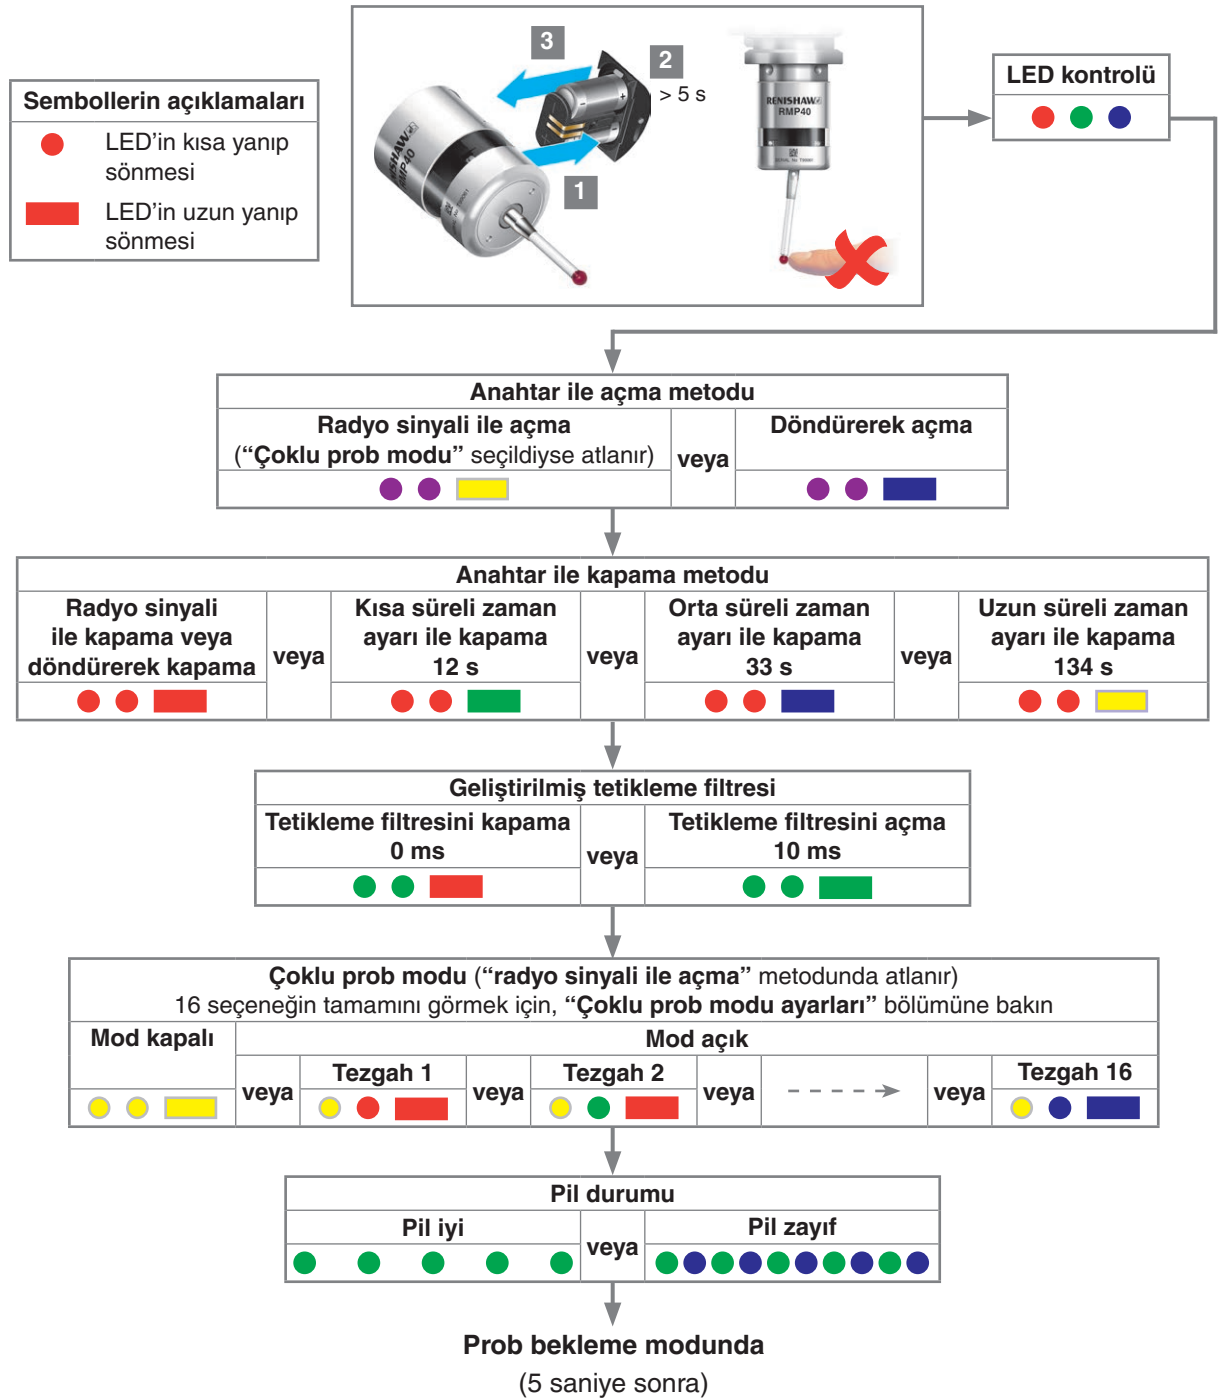 3
2
> 5 s
1
RENISHAW
RMP40
RENISHAW
RMP40
Sembollerin açıklamaları
LED'in kısa yanıp
sönmesi
LED'in uzun yanıp
sönmesi
LED kontrolü
Anahtar ile açma metodu
Radyo sinyali ile açma
(“Çoklu prob modu” seçildiyse atlanır)
veya
Döndürerek açma
Anahtar ile kapama metodu
Radyo sinyali
ile kapama veya
döndürerek kapama
veya
Kısa süreli zaman
ayarı ile kapama
12 s
veya
Orta süreli zaman
ayarı ile kapama
33 s
veya
Uzun süreli zaman
ayarı ile kapama
134 s
Geliştirilmiş tetikleme filtresi
Tetikleme filtresini kapama
0 ms
veya
Tetikleme filtresini açma
10 ms
Çoklu prob modu (“radyo sinyali ile açma” metodunda atlanır)
16 seçeneğin tamamını görmek için, “Çoklu prob modu ayarları” bölümüne bakın
Mod kapalı
Mod açık
veya
Tezgah 1
veya
Tezgah 2
veya
veya
Tezgah 16
Pil durumu
Pil iyi
veya
Pil zayıf
Prob bekleme modunda
(5 saniye sonra)